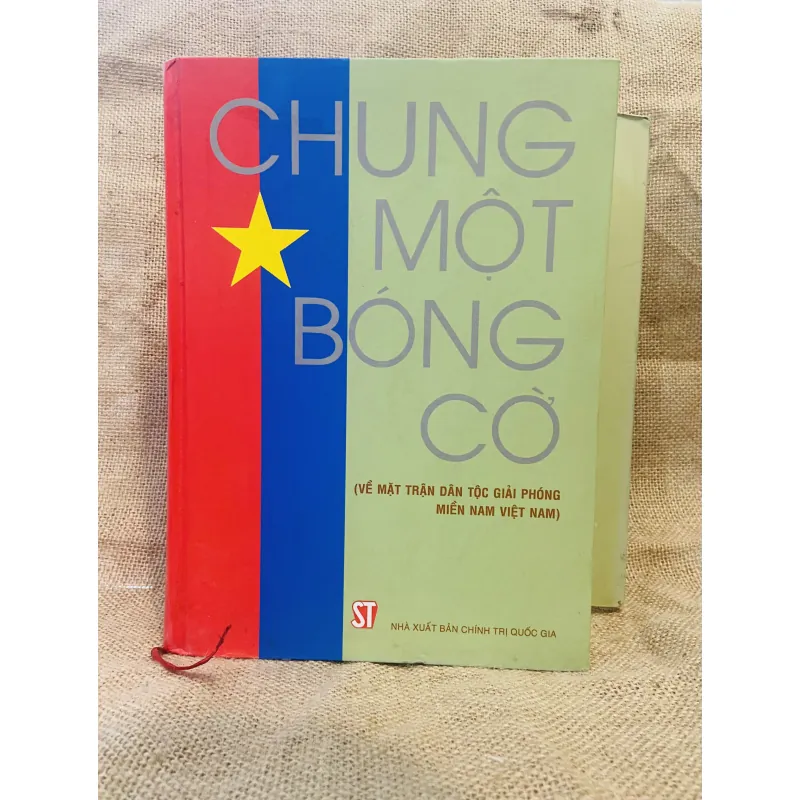 CHUNG
MỘT
BÓNG
CỜ
(VỀ MẶT TRẬN DÂN TỘC GIẢI PHÓNG
MIỀN NAM VIỆT NAM)
ST
NHÀ XUẤT BẢN CHÍNH TRỊ QUỐC GIA